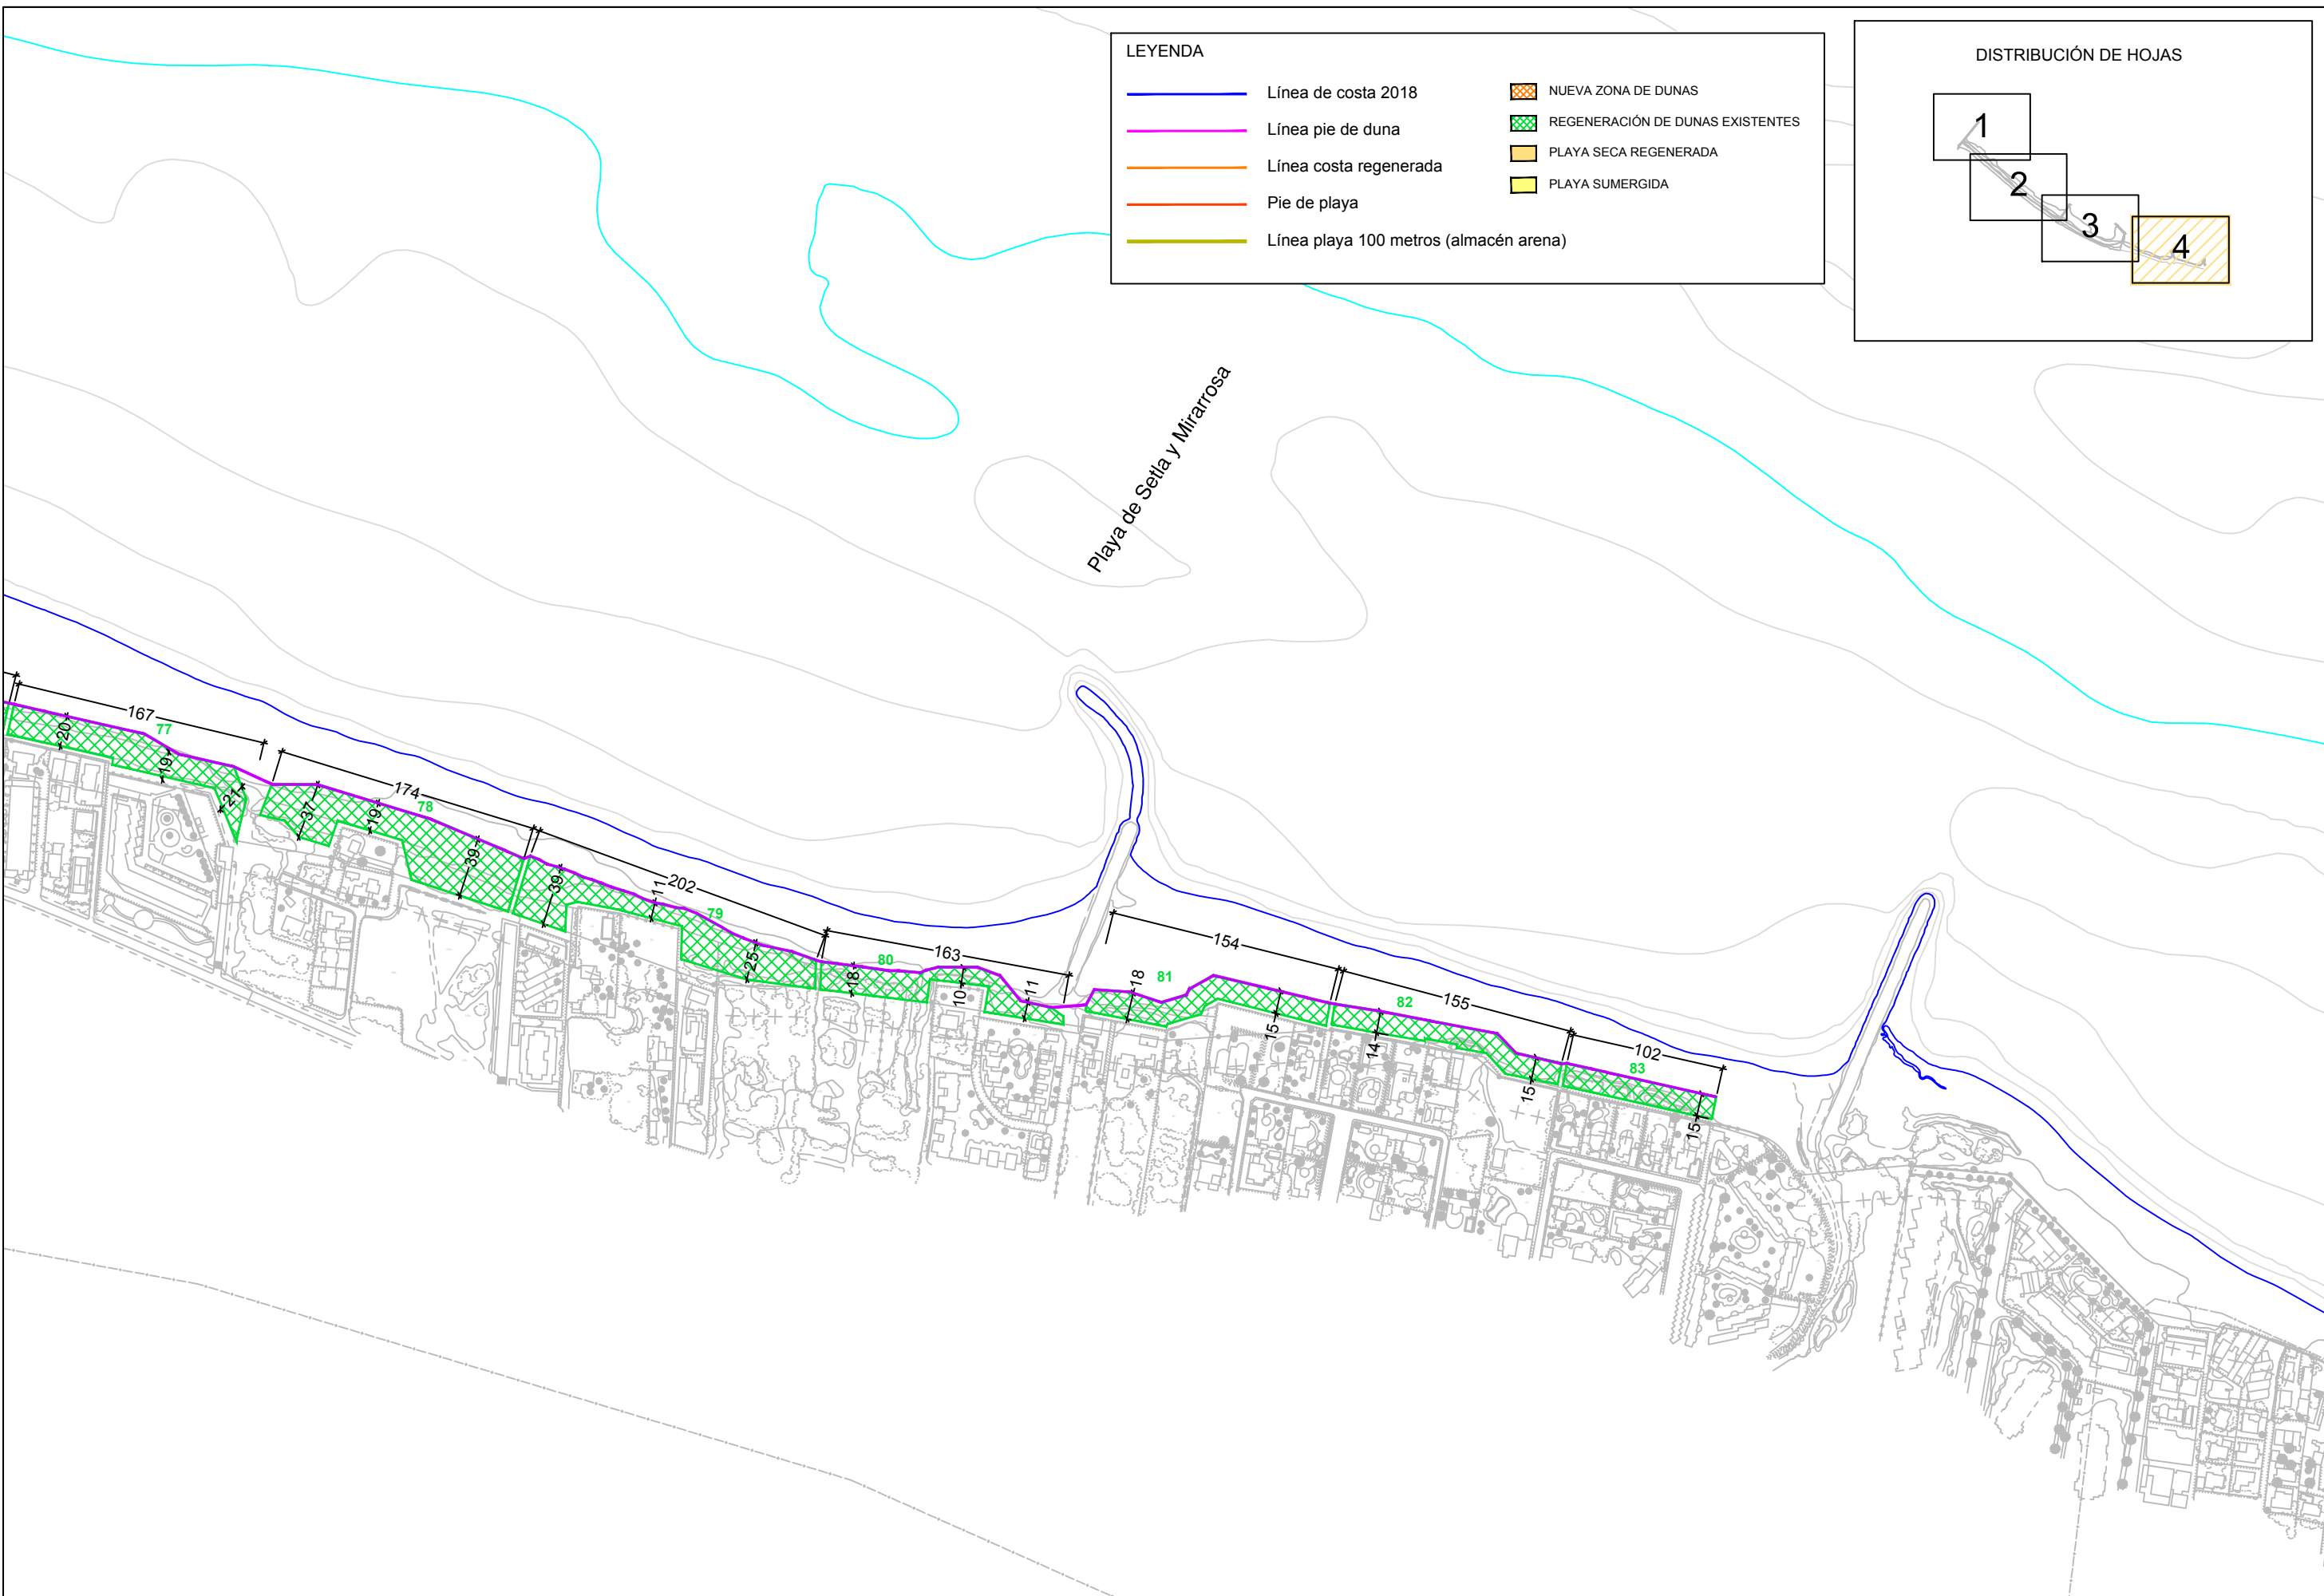 LEYENDA
Línea de costa 2018
Línea pie de duna
Línea costa regenerada
Pie de playa
Línea playa 100 metros (almacén arena)
NUEVA ZONA DE DUNAS
REGENERACIÓN DE DUNAS EXISTENTES
PLAYA SECA REGENERADA
PLAYA SUMERGIDA
DISTRIBUCIÓN DE HOJAS
1
2
3
4
Playa de Setla y Mirarrosa
167
77
20
19
21
174
78
37
19
39
202
79
39
11
25
163
80
18
10
11
154
81
18
15
155
82
14
15
102
83
15